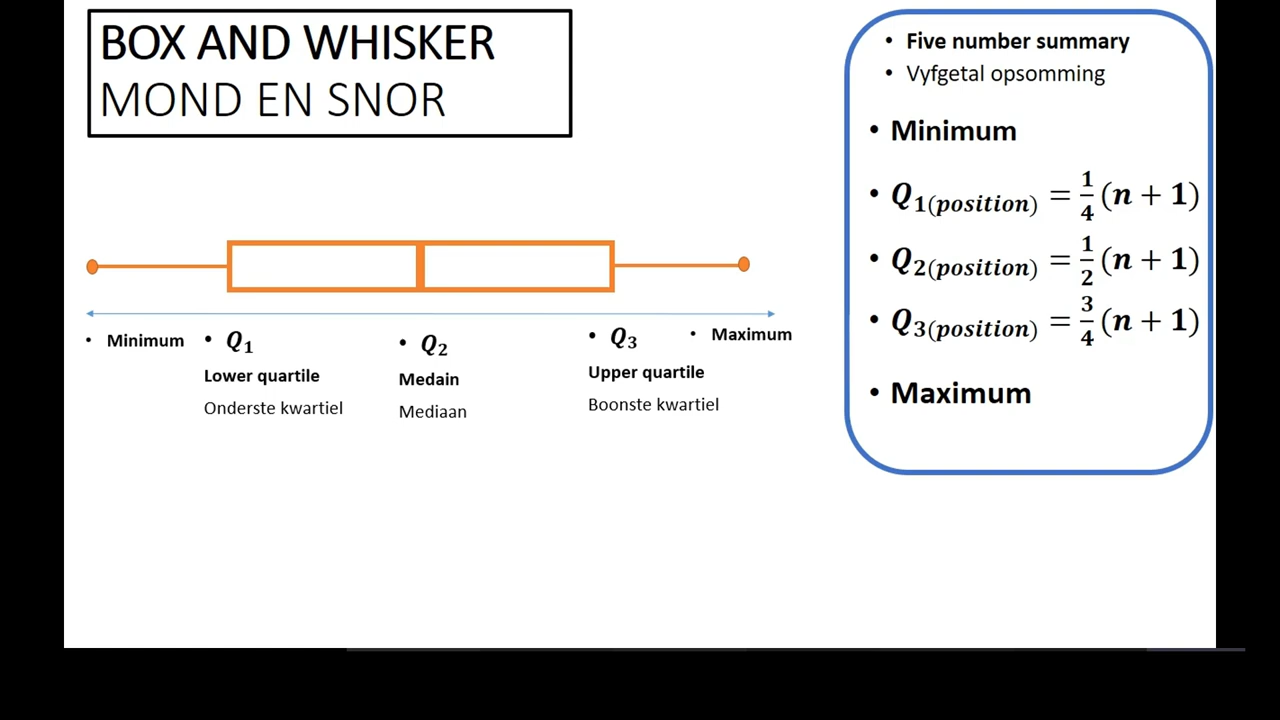 BOX AND WHISKER
MOND EN SNOR
• Five number summary
• Vyfgetal opsomming
• Minimum
• Q1(position) = 1/4 (n + 1)
• Q2(position) = 1/2 (n + 1)
• Q3(position) = 3/4 (n + 1)
• Maximum
• Minimum
• Q1
Lower quartile
Onderste kwartiel
• Q2
Medain
Mediaan
• Q3
Upper quartile
Boonste kwartiel
• Maximum